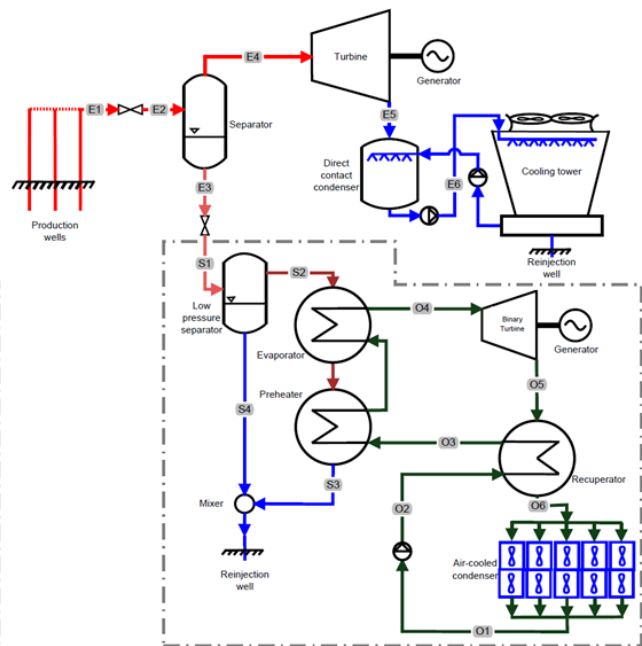 E4
Turbine
Generator
E1
E2
Separator
E5
Direct
contact
condenser
E6
Cooling tower
E3
Production
wells
Reinjection
well
S1
S2
Low
pressure
separator
O4
Binary
Turbine
Generator
Evaporator
Preheater
O5
S4
O3
Recuperator
S3
O6
Mixer
O2
Reinjection
well
Air-cooled
condenser
O1